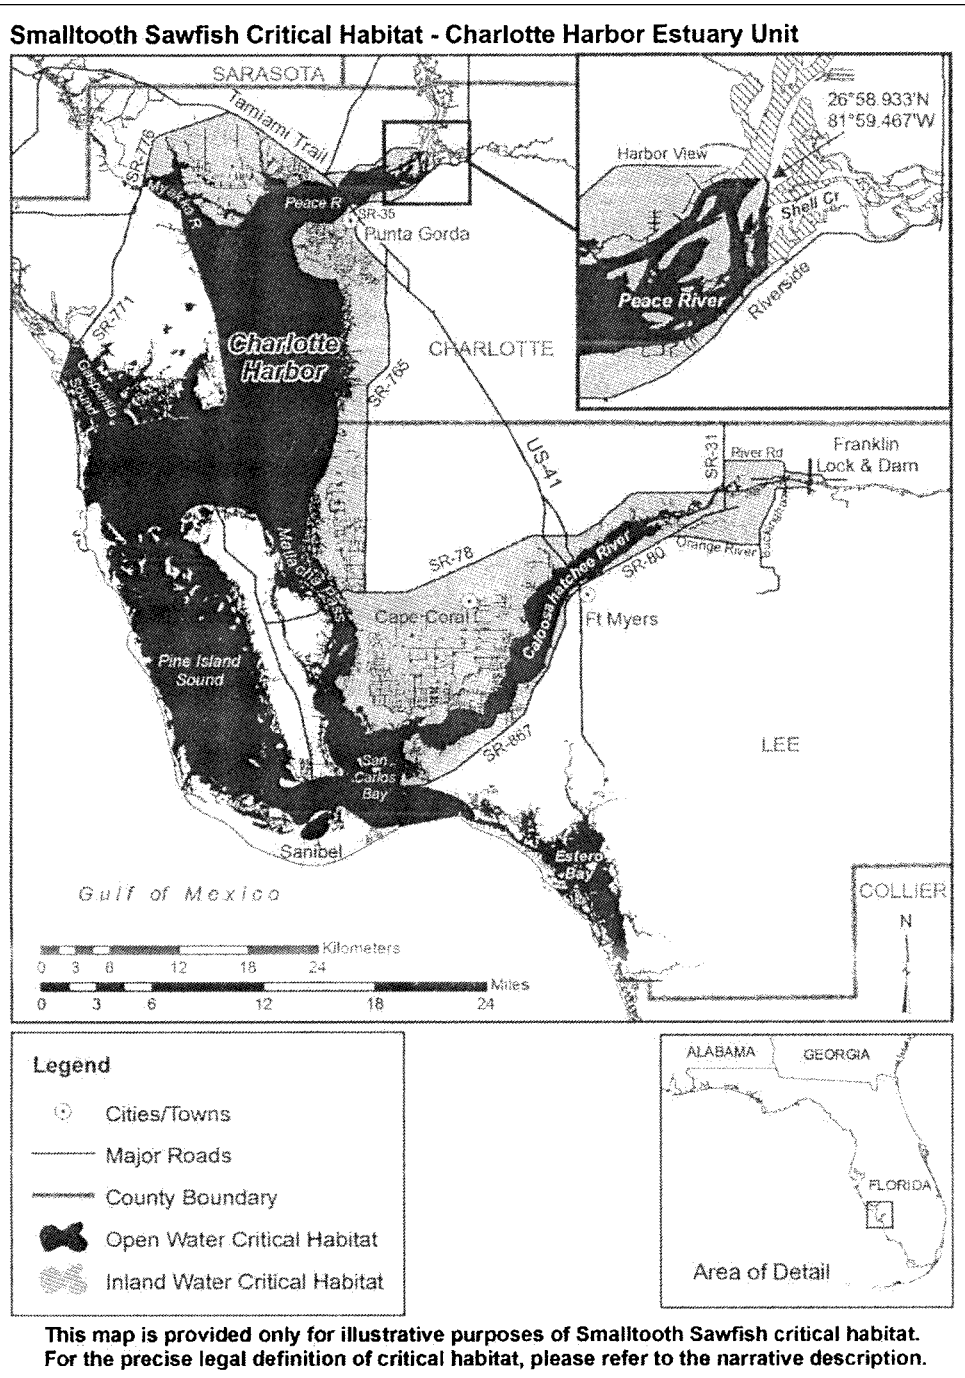 Smalltooth Sawfish Critical Habitat - Charlotte Harbor Estuary Unit
SARASOTA
Tamiami Trail
SR-776
Myakka R
Peace R
SR-35
Punta Gorda
SR-771
Charlotte
Harbor
CHARLOTTE
SR-765
Gasparilla
Sound
US-41
26°58.933'N
81°59.467'W
Harbor View
Shell Cr
Peace River
Riverside
SR-31
River Rd
Franklin
Lock & Dam
Buckingham
Orange River
SR-80
SR-78
Caloosahatchee River
Matlacha Pass
Cape Coral
Ft Myers
Pine Island
Sound
SR-867
San
Carlos
Bay
LEE
Sanibel
Estero
Bay
Gulf of Mexico
COLLIER
N
Kilometers
0 3 6 12 18 24
Miles
0 3 6 12 18 24
Legend
Cities/Towns
Major Roads
County Boundary
Open Water Critical Habitat
Inland Water Critical Habitat
ALABAMA
GEORGIA
FLORIDA
Area of Detail
This map is provided only for illustrative purposes of Smalltooth Sawfish critical habitat.
For the precise legal definition of critical habitat, please refer to the narrative description.